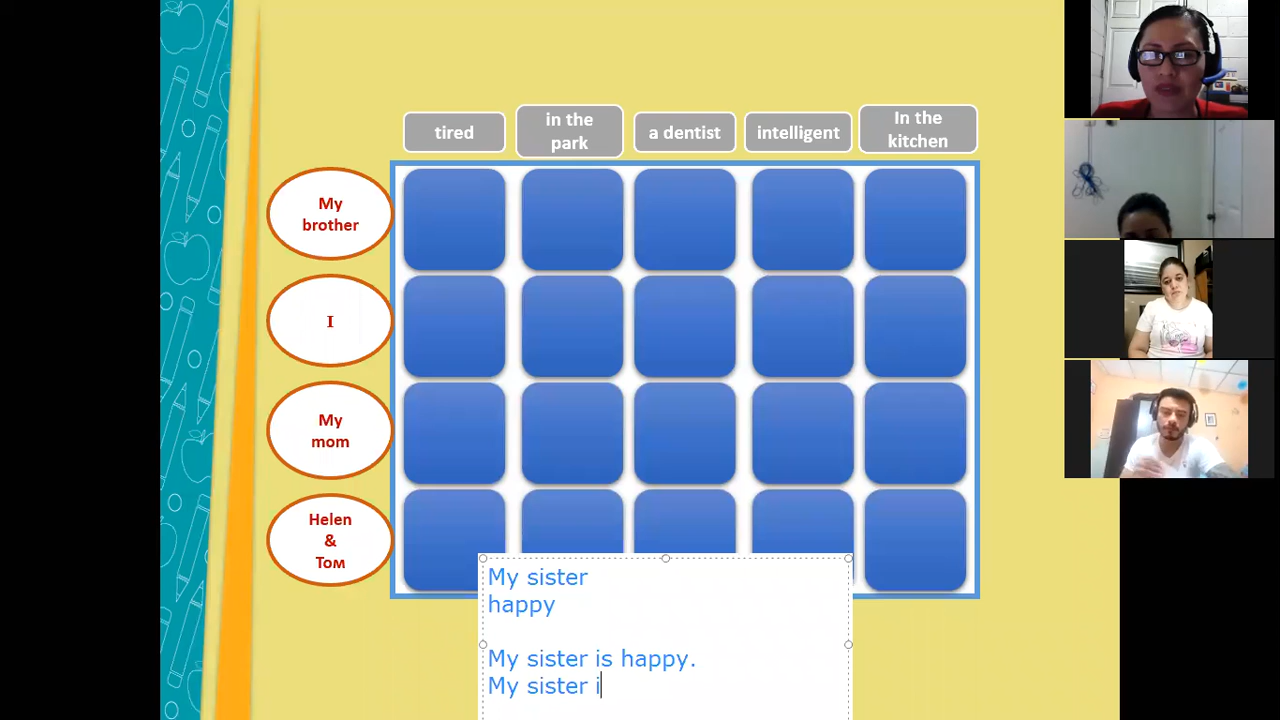 tired
in the
park
a dentist
intelligent
In the
kitchen
My
brother
I
My
mom
Helen
&
Tom
My sister
happy
My sister is happy.
My sister i